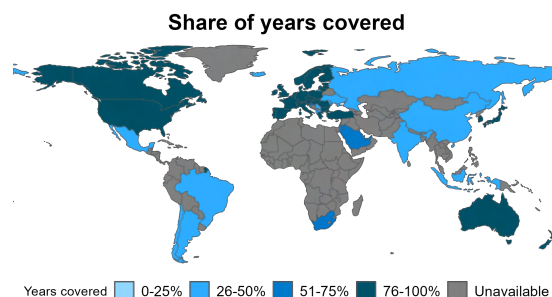 Share of years covered
Years covered 0-25% 26-50% 51-75% 76-100% Unavailable